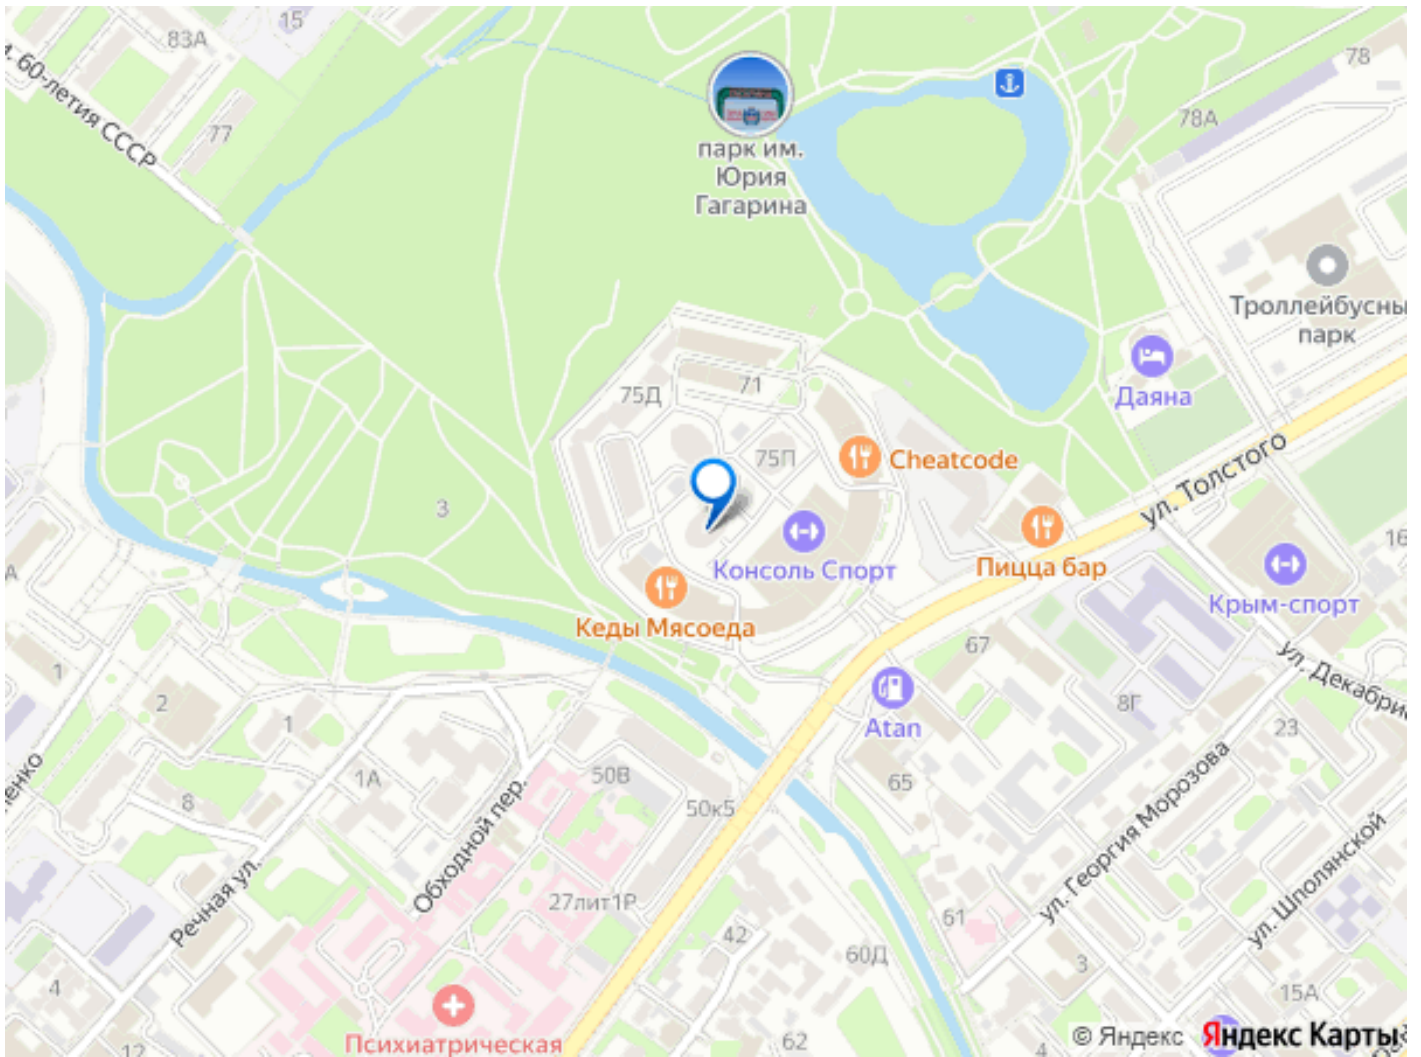 15
83А
60-летия СССР
77
78
78А
парк им.
Юрия
Гагарина
Троллейбусны
парк
Даяна
75Д
71
75П
Cheatcode
ул. Толстого
3
Консоль Спорт
Пицца бар
16
Крым-спорт
Кеды Мясоеда
А
1
2
1
67
ул. Декабрис
Atan
8Г
23
1А
50В
50к5
65
8
Обходной пер.
ул. Георгия Морозова
ул. Шполянской
Речная ул.
27лит1Р
61
42
60Д
3
4
15А
Психиатрическая
12
62
4
© Яндекс Яндекс Карты